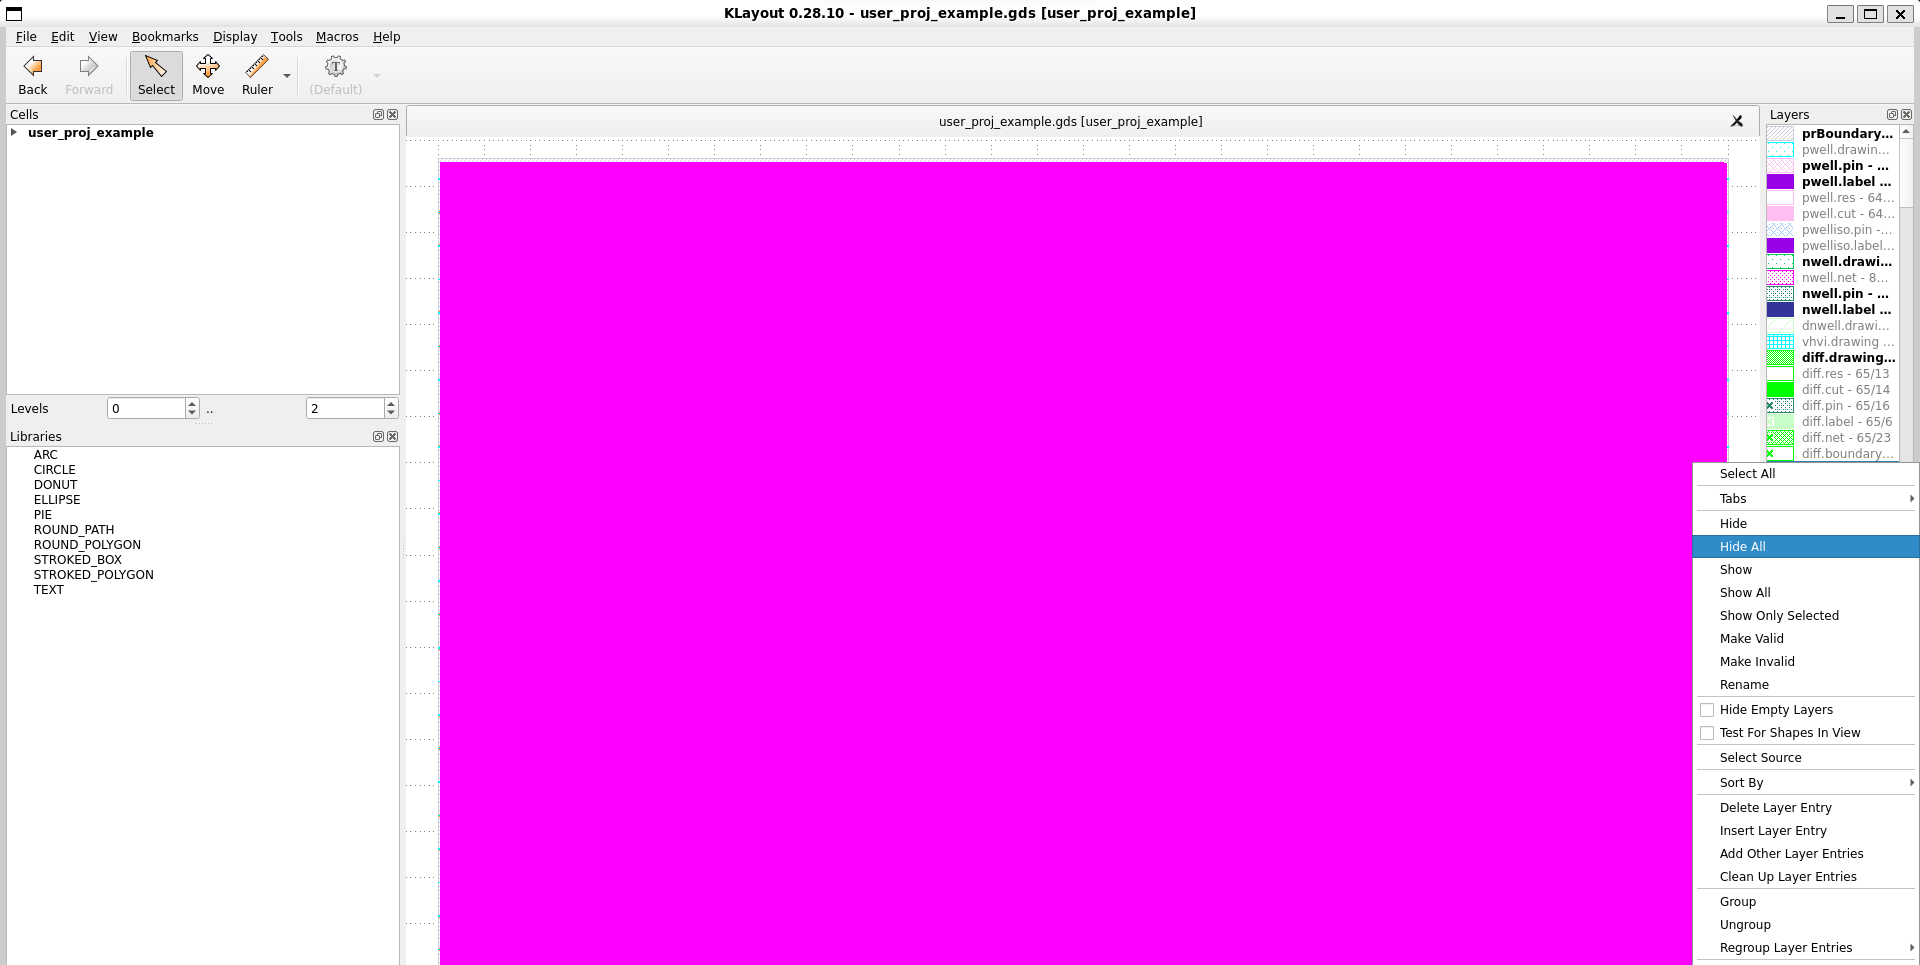 KLayout 0.28.10 - user_proj_example.gds [user_proj_example]
File Edit View Bookmarks Display Tools Macros Help
Back Forward Select Move Ruler (Default)
Cells
user_proj_example
Levels 0 .. 2
Libraries
ARC
CIRCLE
DONUT
ELLIPSE
PIE
ROUND_PATH
ROUND_POLYGON
STROKED_BOX
STROKED_POLYGON
TEXT
user_proj_example.gds [user_proj_example]
Layers
prBoundary...
pwell.drawin...
pwell.pin - ...
pwell.label ...
pwell.res - 64...
pwell.cut - 64...
pwelliso.pin -...
pwelliso.label...
nwell.drawi...
nwell.net - 8...
nwell.pin - ...
nwell.label ...
dnwell.drawi...
vhvi.drawing ...
diff.drawing...
diff.res - 65/13
diff.cut - 65/14
diff.pin - 65/16
diff.label - 65/6
diff.net - 65/23
diff.boundary...
Select All
Tabs
Hide
Hide All
Show
Show All
Show Only Selected
Make Valid
Make Invalid
Rename
Hide Empty Layers
Test For Shapes In View
Select Source
Sort By
Delete Layer Entry
Insert Layer Entry
Add Other Layer Entries
Clean Up Layer Entries
Group
Ungroup
Regroup Layer Entries